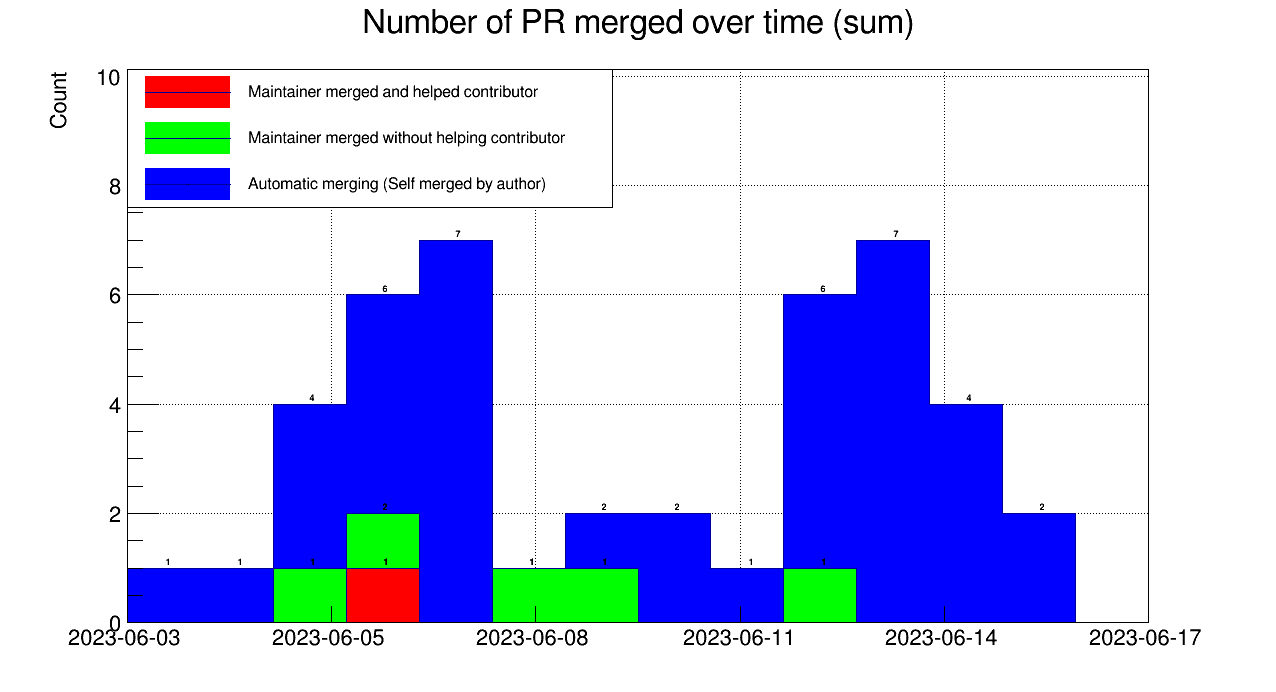 Number of PR merged over time (sum)
Count
10
Maintainer merged and helped contributor
Maintainer merged without helping contributor
8
Automatic merging (Self merged by author)
7 7
6 6 6
4 4 4
2 2 2 2 2
1 1 1 1 1 1 1 1
0
2023-06-03 2023-06-05 2023-06-08 2023-06-11 2023-06-14 2023-06-17